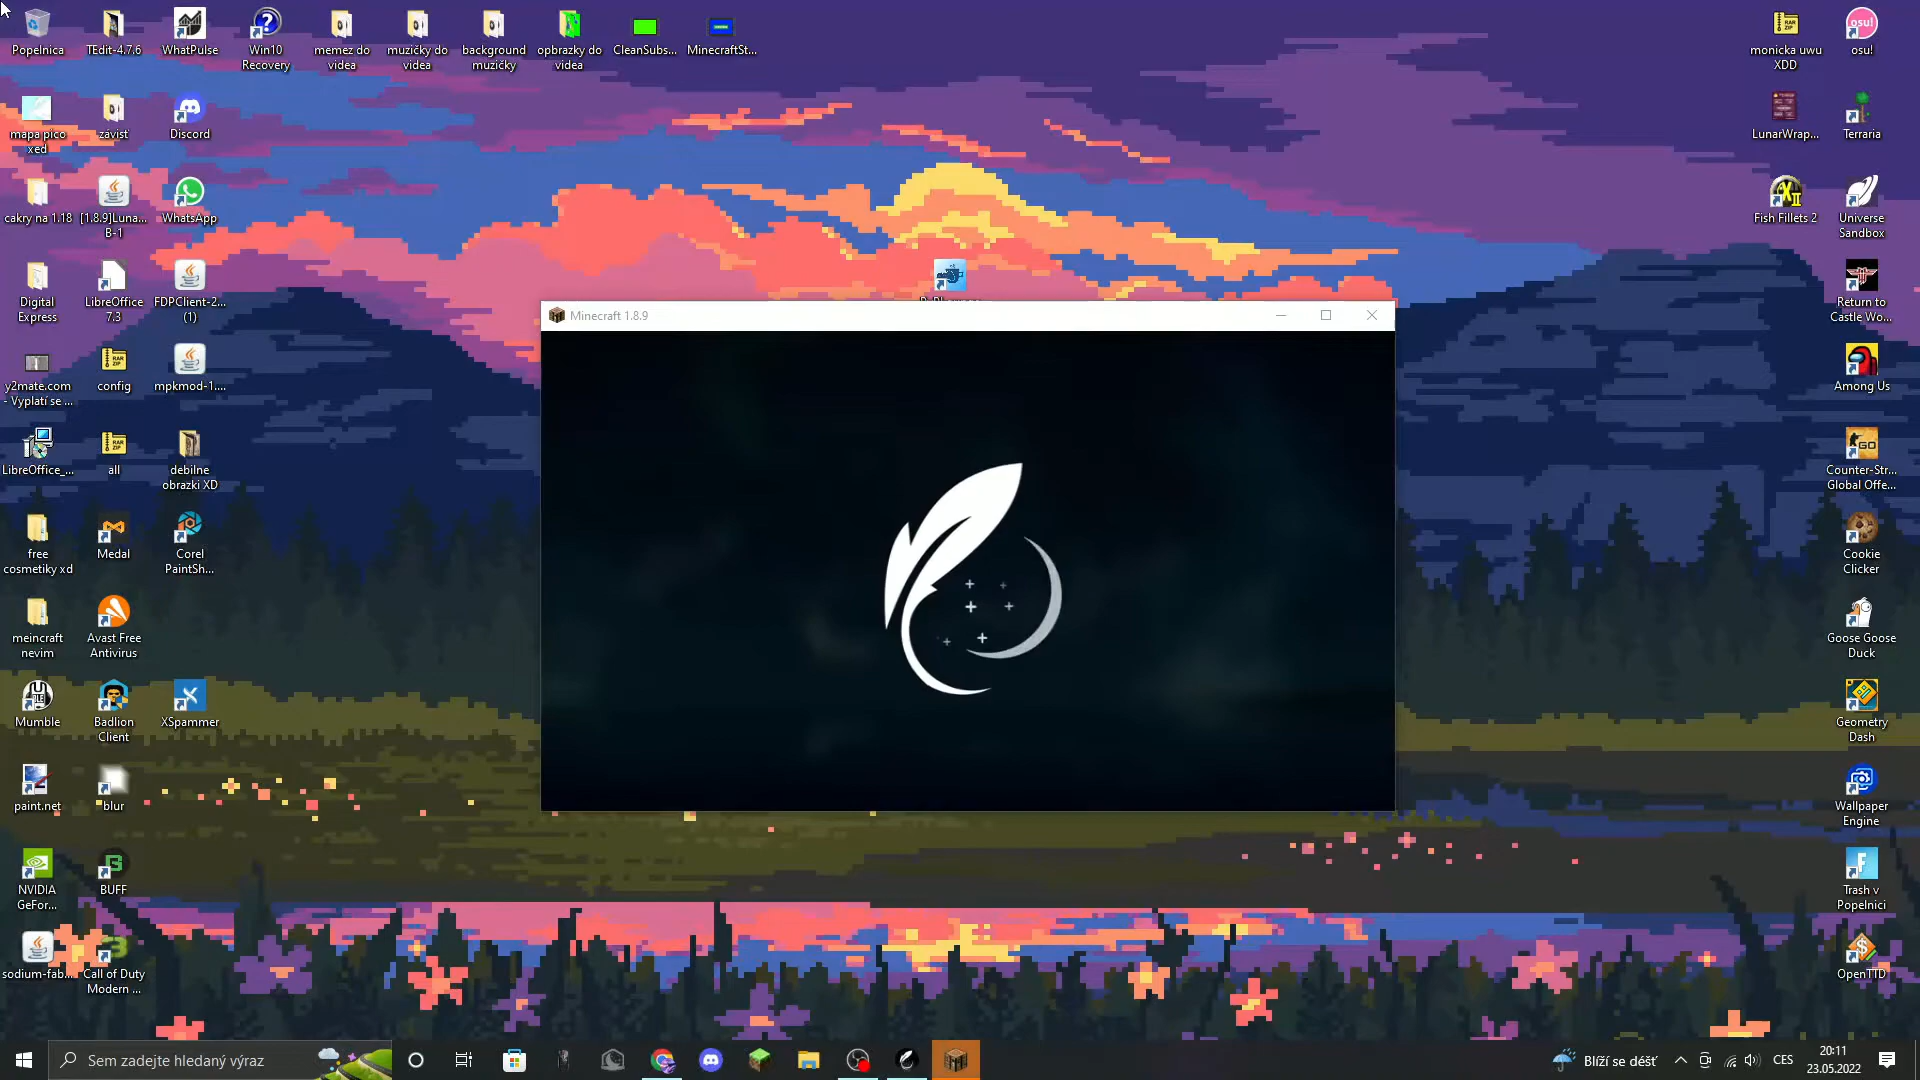 Popelnica
TEdit-4.7.6
WhatPulse
Win10
Recovery
memez do
videa
muzičky do
videa
background
muzičky
opbrazky do
videa
CleanSubs...
MinecraftSt...
monicka uwu
XDD
osu!
mapa pico
xed
závisť
Discord
LunarWrap...
Terraria
cakry na 1.18
[1.8.9]Luna...
B-1
WhatsApp
Fish Fillets 2
Universe
Sandbox
Digital
Express
LibreOffice
7.3
FDPClient-2...
(1)
Return to
Castle Wo...
Minecraft 1.8.9
y2mate.com
- Vyplatí se ...
config
mpkmod-1....
Among Us
LibreOffice_...
all
debilne
obrazki XD
Counter-Str...
Global Offe...
free
cosmetiky xd
Medal
Corel
PaintSh...
Cookie
Clicker
meincraft
nevim
Avast Free
Antivirus
Goose Goose
Duck
Mumble
Badlion
Client
XSpammer
Geometry
Dash
paint.net
blur
Wallpaper
Engine
NVIDIA
GeFor...
BUFF
Trash v
Popelnici
sodium-fab...
Call of Duty
Modern ...
OpenTTD
Sem zadejte hledaný výraz
Blíží se déšť
CES
20:11
23.05.2022